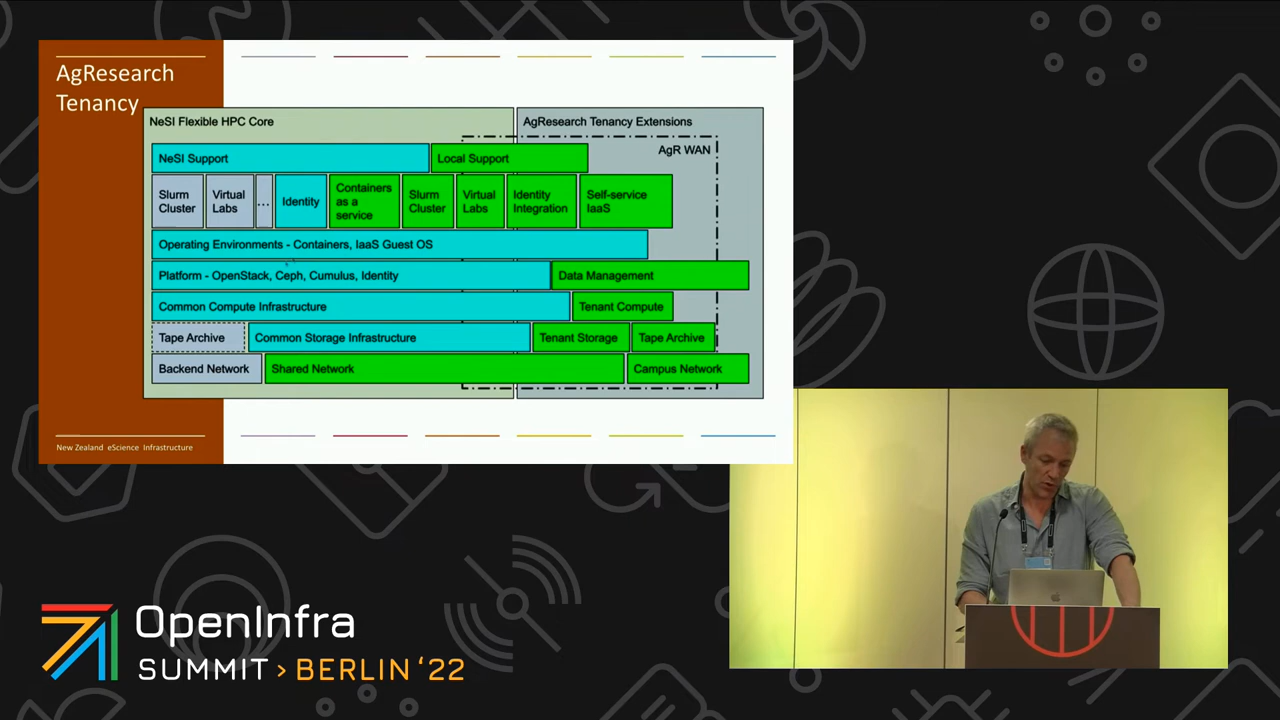 AgResearch
Tenancy
NeSI Flexible HPC Core
AgResearch Tenancy Extensions
AgR WAN
NeSI Support
Local Support
Slurm
Cluster
Virtual
Labs
...
Identity
Containers
as a
service
Slurm
Cluster
Virtual
Labs
Identity
Integration
Self-service
IaaS
Operating Environments - Containers, IaaS Guest OS
Platform - OpenStack, Ceph, Cumulus, Identity
Data Management
Common Compute Infrastructure
Tenant Compute
Tape Archive
Common Storage Infrastructure
Tenant Storage
Tape Archive
Backend Network
Shared Network
Campus Network
New Zealand eScience Infrastructure
OpenInfra
SUMMIT > BERLIN '22